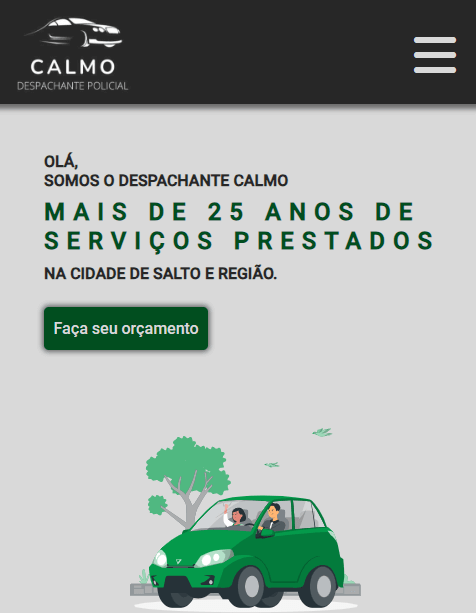 CALMO
DESPACHANTE POLICIAL
OLÁ,
SOMOS O DESPACHANTE CALMO
MAIS DE 25 ANOS DE
SERVIÇOS PRESTADOS
NA CIDADE DE SALTO E REGIÃO.
Faça seu orçamento